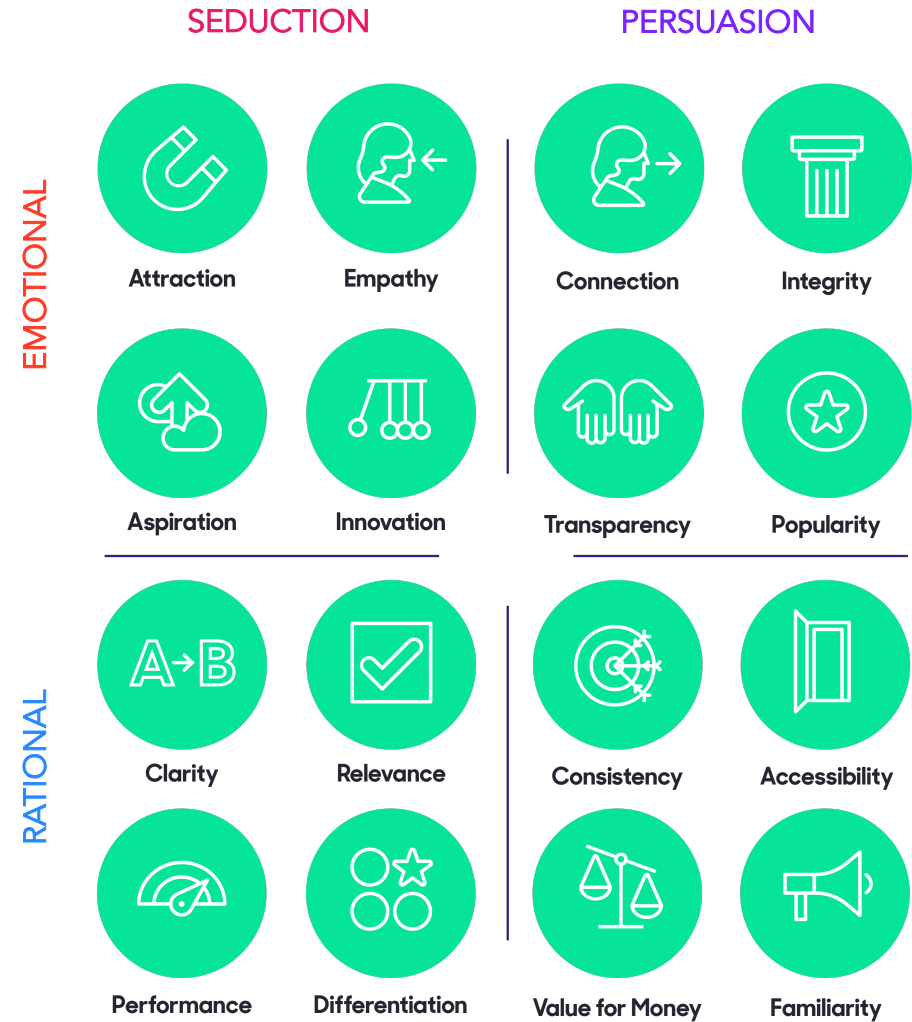 SEDUCTION
PERSUASION
EMOTIONAL
Attraction
Empathy
Connection
Integrity
Aspiration
Innovation
Transparency
Popularity
RATIONAL
A B
Clarity
Relevance
Consistency
Accessibility
Performance
Differentiation
Value for Money
Familiarity